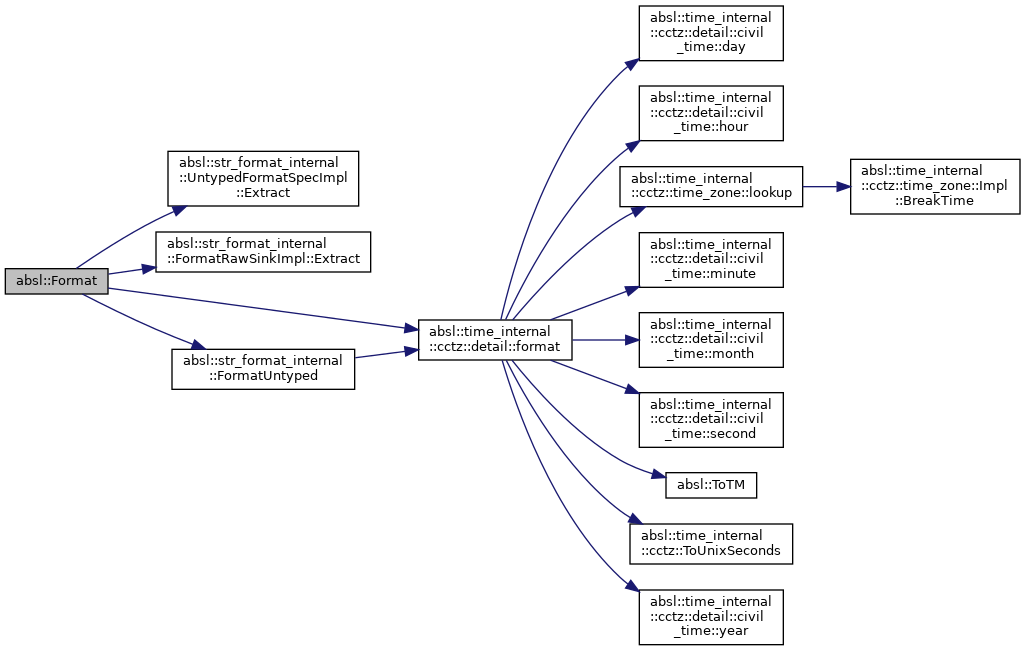 absl::Format
absl::str_format_internal
::UntypedFormatSpecImpl
::Extract
absl::str_format_internal
::FormatRawSinkImpl::Extract
absl::str_format_internal
::FormatUntyped
absl::time_internal
::cctz::detail::format
absl::time_internal
::cctz::detail::civil
_time::day
absl::time_internal
::cctz::detail::civil
_time::hour
absl::time_internal
::cctz::time_zone::lookup
absl::time_internal
::cctz::time_zone::Impl
::BreakTime
absl::time_internal
::cctz::detail::civil
_time::minute
absl::time_internal
::cctz::detail::civil
_time::month
absl::time_internal
::cctz::detail::civil
_time::second
absl::ToTM
absl::time_internal
::cctz::ToUnixSeconds
absl::time_internal
::cctz::detail::civil
_time::year